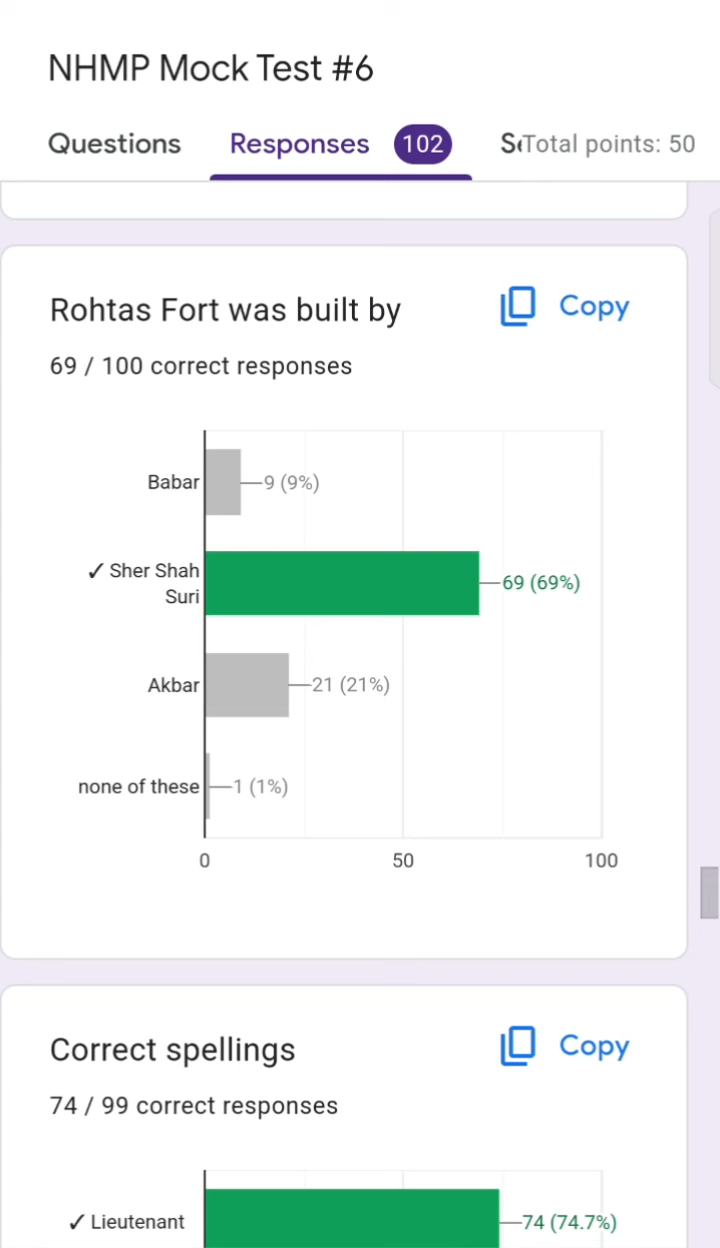 NHMP Mock Test #6
Questions Responses 102 Total points: 50
Rohtas Fort was built by Copy
69 / 100 correct responses
Babar 9 (9%)
✓ Sher Shah
Suri 69 (69%)
Akbar 21 (21%)
none of these 1 (1%)
0 50 100
Correct spellings Copy
74 / 99 correct responses
✓ Lieutenant 74 (74.7%)